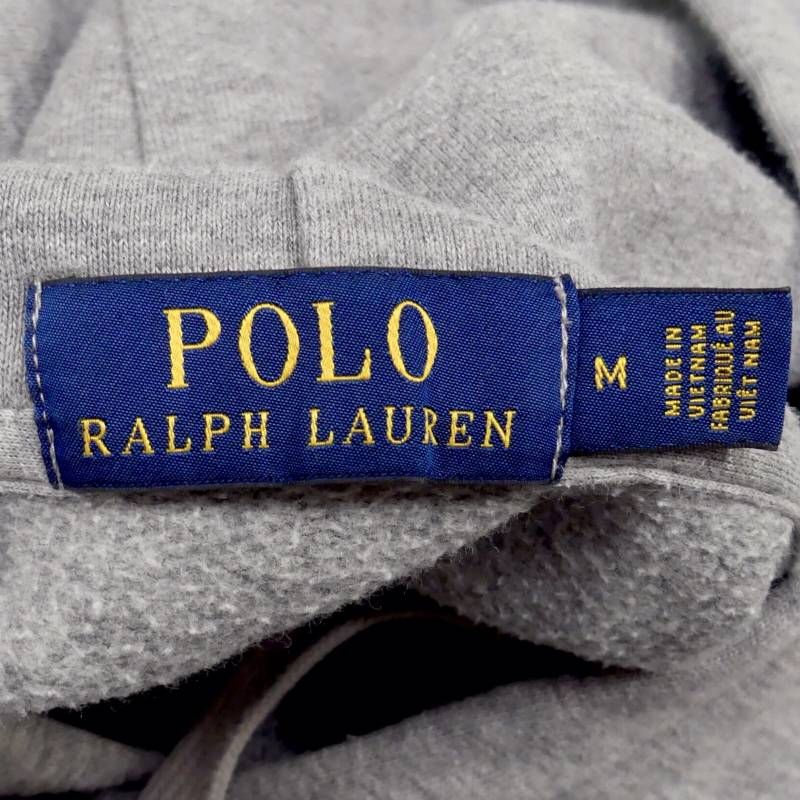 POLO
RALPH LAUREN
M
MADE IN
VIETNAM
FABRIQUÉ AU
VIÊT NAM